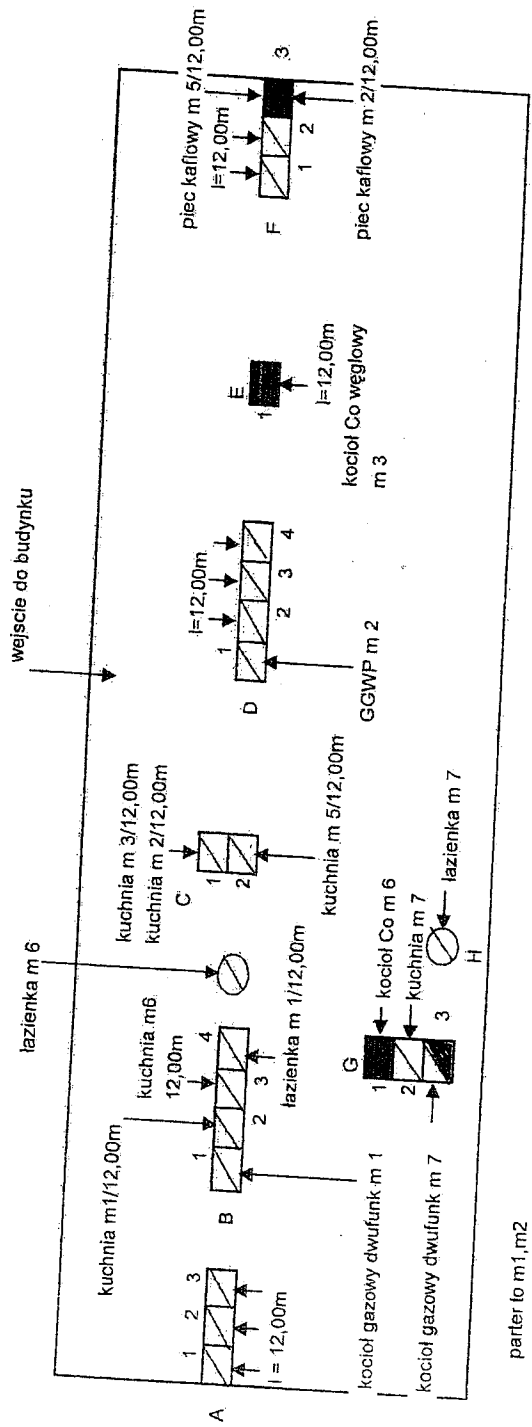 wejscie do budynku
łazienka m 6
kuchnia m1/12,00m
kuchnia m6
12,00m
kuchnia m 3/12,00m
kuchnia m 2/12,00m
l=12,00m
piec kaflowy m 5/12,00m
l=12,00m
A
1
2
3
l = 12,00m
B
1
2
3
4
łazienka m 1/12,00m
kocioł gazowy dwufunk m 1
C
1
2
kuchnia m 5/12,00m
D
1
2
3
4
GGWP m 2
E
1
l=12,00m
kocioł Co węglowy
m 3
F
1
2
3
piec kaflowy m 2/12,00m
G
1
2
3
kocioł Co m 6
kuchnia m 7
kocioł gazowy dwufunk m 7
H
łazienka m 7
parter to m1,m2